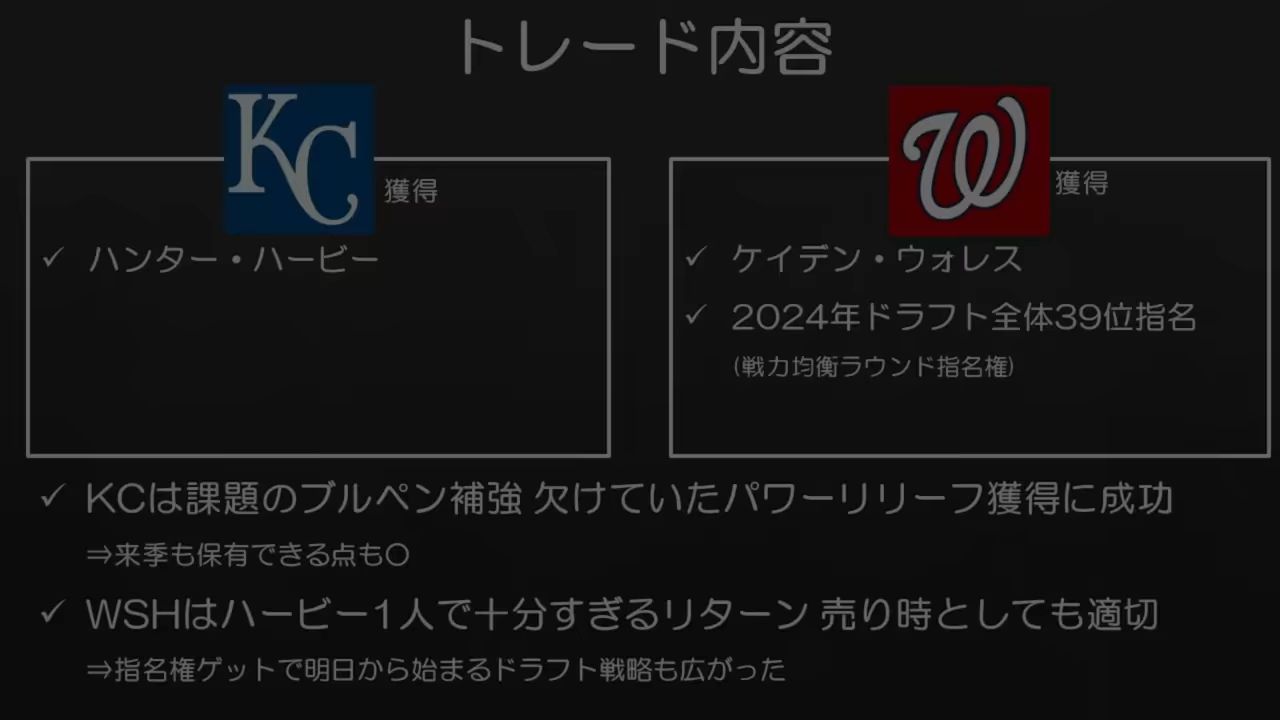 トレード内容
KC
獲得
✓ ハンター・ハービー
W
獲得
✓ ケイデン・ウォレス
✓ 2024年ドラフト全体39位指名
(戦力均衡ラウンド指名権)
✓ KCは課題のブルペン補強 欠けていたパワーリリーフ獲得に成功
⇒来季も保有できる点も〇
✓ WSHはハービー1人で十分すぎるリターン 売り時としても適切
⇒指名権ゲットで明日から始まるドラフト戦略も広がった